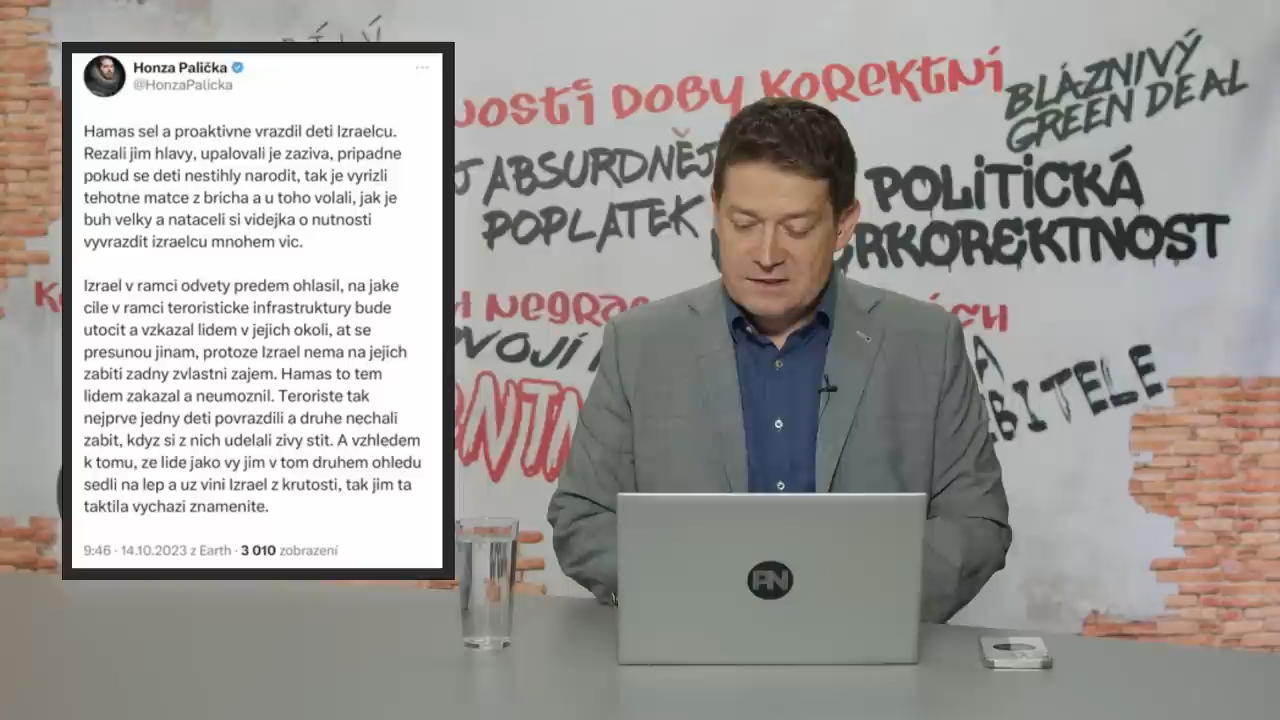 Honza Palička
@HonzaPalicka
Hamas sel a proaktivne vrazdil deti Izraelcu.
Rezali jim hlavy, upalovali je zaziva, pripadne
pokud se deti nestihly narodit, tak je vyrizli
tehotne matce z bricha a u toho volali, jak je
buh velky a nataceli si videjka o nutnosti
vyvrazdit izraelcu mnohem vic.
Izrael v ramci odvety predem ohlasil, na jake
cile v ramci teroristicke infrastruktury bude
utocit a vzkazal lidem v jejich okoli, at se
presunou jinam, protoze Izrael nema na jejich
zabiti zadny zvlastni zajem. Hamas to tem
lidem zakazal a neumoznil. Teroriste tak
nejprve jedny deti povrazdili a druhe nechali
zabit, kdyz si z nich udelali zivy stit. A vzhledem
k tomu, ze lide jako vy jim v tom druhem ohledu
sedli na lep a uz vini Izrael z krutosti, tak jim ta
taktila vychazi znamenite.
9:46 · 14.10.2023 z Earth · 3 010 zobrazení
DOBY KOREKTNÍ
BLÁZNIVÝ
GREEN DEAL
ABSURDNĚJ
POPLATEK
POLITICKÁ
RKOREKTNOST
PN